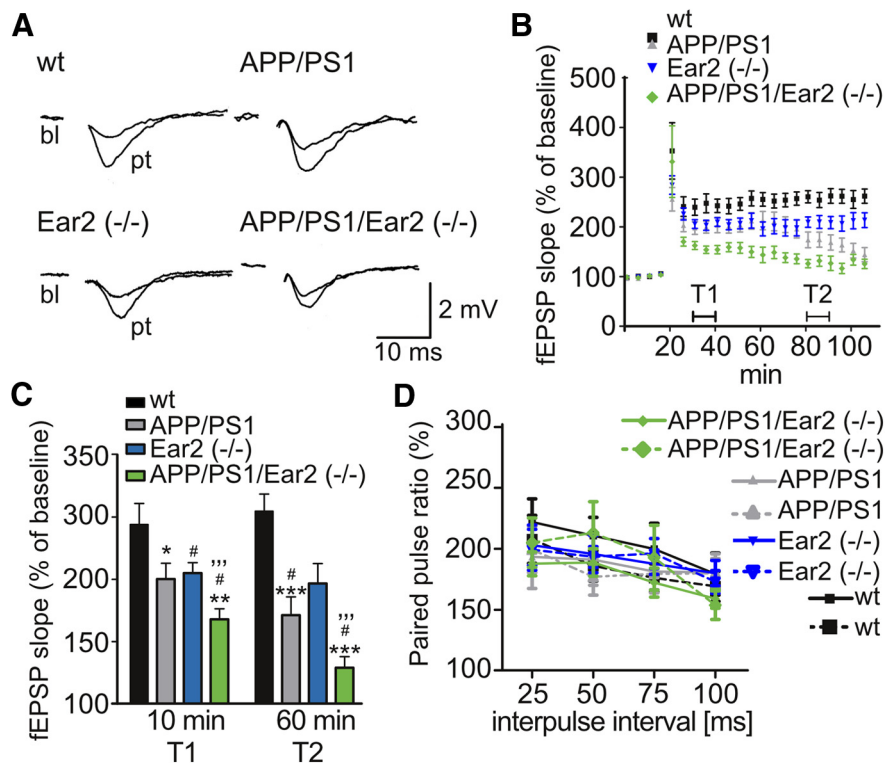 A
wt
APP/PS1
bl
pt
Ear2 (-/-)
APP/PS1/Ear2 (-/-)
bl
pt
2 mV
10 ms
B
wt
APP/PS1
Ear2 (-/-)
APP/PS1/Ear2 (-/-)
fEPSP slope (% of baseline)
500
400
300
200
100
0
T1
T2
20
40
60
80
100
min
C
wt
APP/PS1
Ear2 (-/-)
APP/PS1/Ear2 (-/-)
fEPSP slope (% of baseline)
350
300
250
200
150
100
*
#
,,,
#
**
#
***
,,,
#
***
10 min
60 min
T1
T2
D
APP/PS1/Ear2 (-/-)
APP/PS1/Ear2 (-/-)
APP/PS1
APP/PS1
Ear2 (-/-)
Ear2 (-/-)
wt
wt
Paired pulse ratio (%)
300
250
200
150
100
25
50
75
100
interpulse interval [ms]